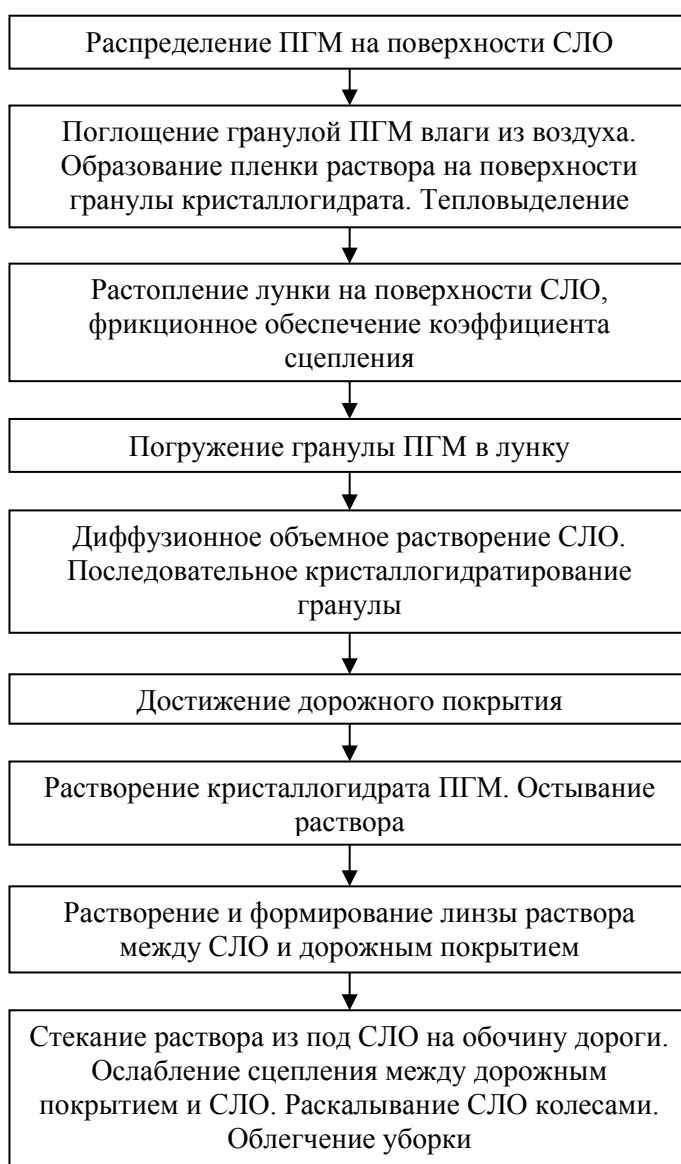 Распределение ПГМ на поверхности СЛО
Поглощение гранулой ПГМ влаги из воздуха.
Образование пленки раствора на поверхности
гранулы кристаллогидрата. Тепловыделение
Растопление лунки на поверхности СЛО,
фрикционное обеспечение коэффициента
сцепления
Погружение гранулы ПГМ в лунку
Диффузионное объемное растворение СЛО.
Последовательное кристаллогидратирование
гранулы
Достижение дорожного покрытия
Растворение кристаллогидрата ПГМ. Остывание
раствора
Растворение и формирование линзы раствора
между СЛО и дорожным покрытием
Стекание раствора из под СЛО на обочину дороги.
Ослабление сцепления между дорожным
покрытием и СЛО. Раскалывание СЛО колесами.
Облегчение уборки